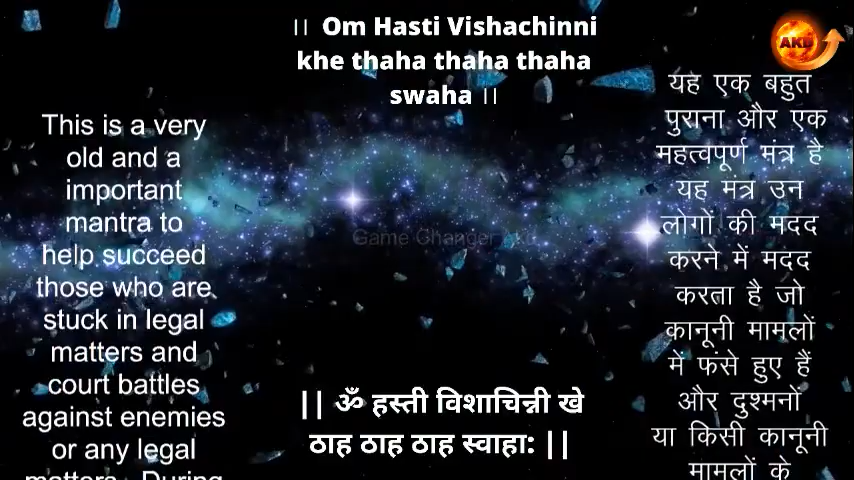 ।। Om Hasti Vishachinni
khe thaha thaha thaha
swaha ।।
AKD
This is a very
old and a
important
mantra to
help succeed
those who are
stuck in legal
matters and
court battles
against enemies
or any legal
matters. During
Game Changer
यह एक बहुत
पुराना और एक
महत्वपूर्ण मंत्र है
यह मंत्र उन
लोगों की मदद
करने में मदद
करता है जो
कानूनी मामलों
में फंसे हुए हैं
और दुश्मनों
या किसी कानूनी
मामलों के
|| ॐ हस्ती विशाचिन्नी खे
ठाह ठाह ठाह स्वाहा: ||